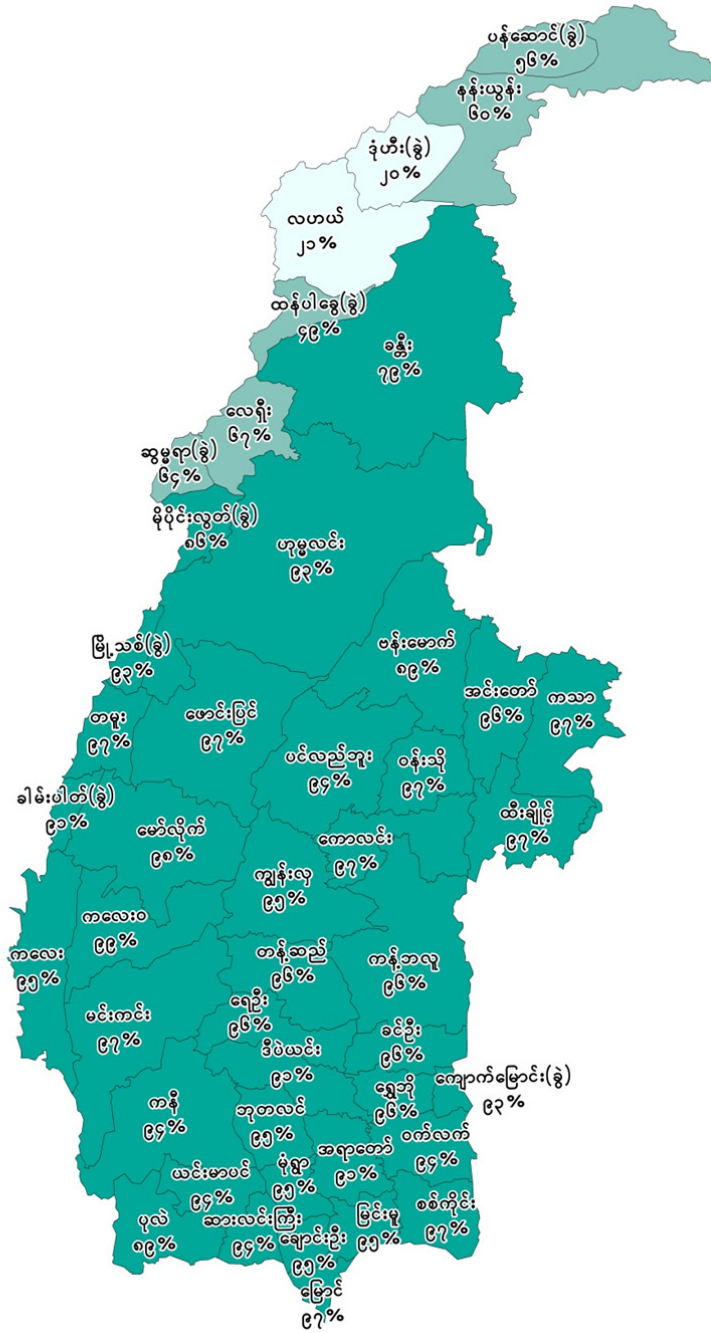 ပန်ဆောင်(ခွဲ)
၅၆%
နန်းယွန်း
၆၀%
ဒုံဟီး(ခွဲ)
၂၀%
လဟယ်
၂၁%
ထန်ပါခွေ(ခွဲ)
၄၉%
ခန္တီး
၇၉%
လေရှီး
၆၇%
ဆွမ္မရာ(ခွဲ)
၆၄%
မိုပိုင်းလွတ်(ခွဲ)
၈၆%
ဟုမ္မလင်း
၉၃%
မြို့သစ်(ခွဲ)
၉၃%
ဗန်းမောက်
၈၉%
အင်းတော်
၉၆%
ကသာ
၉၇%
တမူး
၉၇%
ဖောင်းပြင်
၉၇%
ပင်လည်ဘူး
၉၄%
ဝန်းသို
၉၇%
ခါမ်းပါတ်(ခွဲ)
၉၁%
မော်လိုက်
၉၈%
ကောလင်း
၉၇%
ထီးချိုင့်
၉၇%
ကျွန်းလှ
၉၅%
ကလေးဝ
၉၉%
ကလေး
၉၅%
တန့်ဆည်
၉၆%
ကန့်ဘလူ
၉၆%
မင်းကင်း
၉၇%
ရေဦး
၉၆%
ခင်ဦး
၉၆%
ဒီပဲယင်း
၉၁%
ကျောက်မြောင်း(ခွဲ)
၉၃%
ရွှေဘို
၉၆%
ကနီ
၉၄%
ဘုတလင်
၉၅%
အရာတော်
၉၁%
ဝက်လက်
၉၄%
မုံရွာ
၉၅%
ယင်းမာပင်
၉၄%
စစ်ကိုင်း
၉၇%
ပုလဲ
၈၉%
ဆားလင်းကြီး
၉၄%
မြင်းမူ
၉၅%
ချောင်းဦး
၉၅%
မြောင်
၉၇%